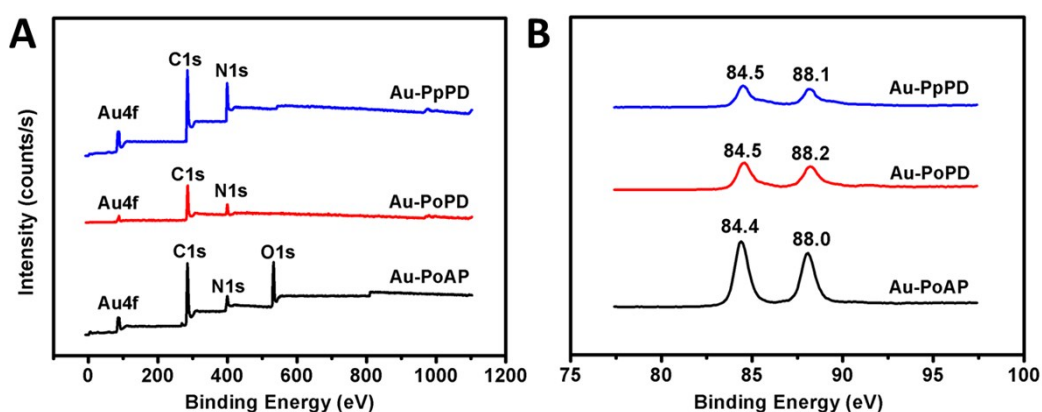 A
Intensity (counts/s)
C1s
N1s
Au4f
Au-PpPD
C1s
Au4f
N1s
Au-PoPD
C1s
O1s
Au4f
N1s
Au-PoAP
0 200 400 600 800 1000 1200
Binding Energy (eV)
B
84.5 88.1
Au-PpPD
84.5 88.2
Au-PoPD
84.4 88.0
Au-PoAP
75 80 85 90 95 100
Binding Energy (eV)